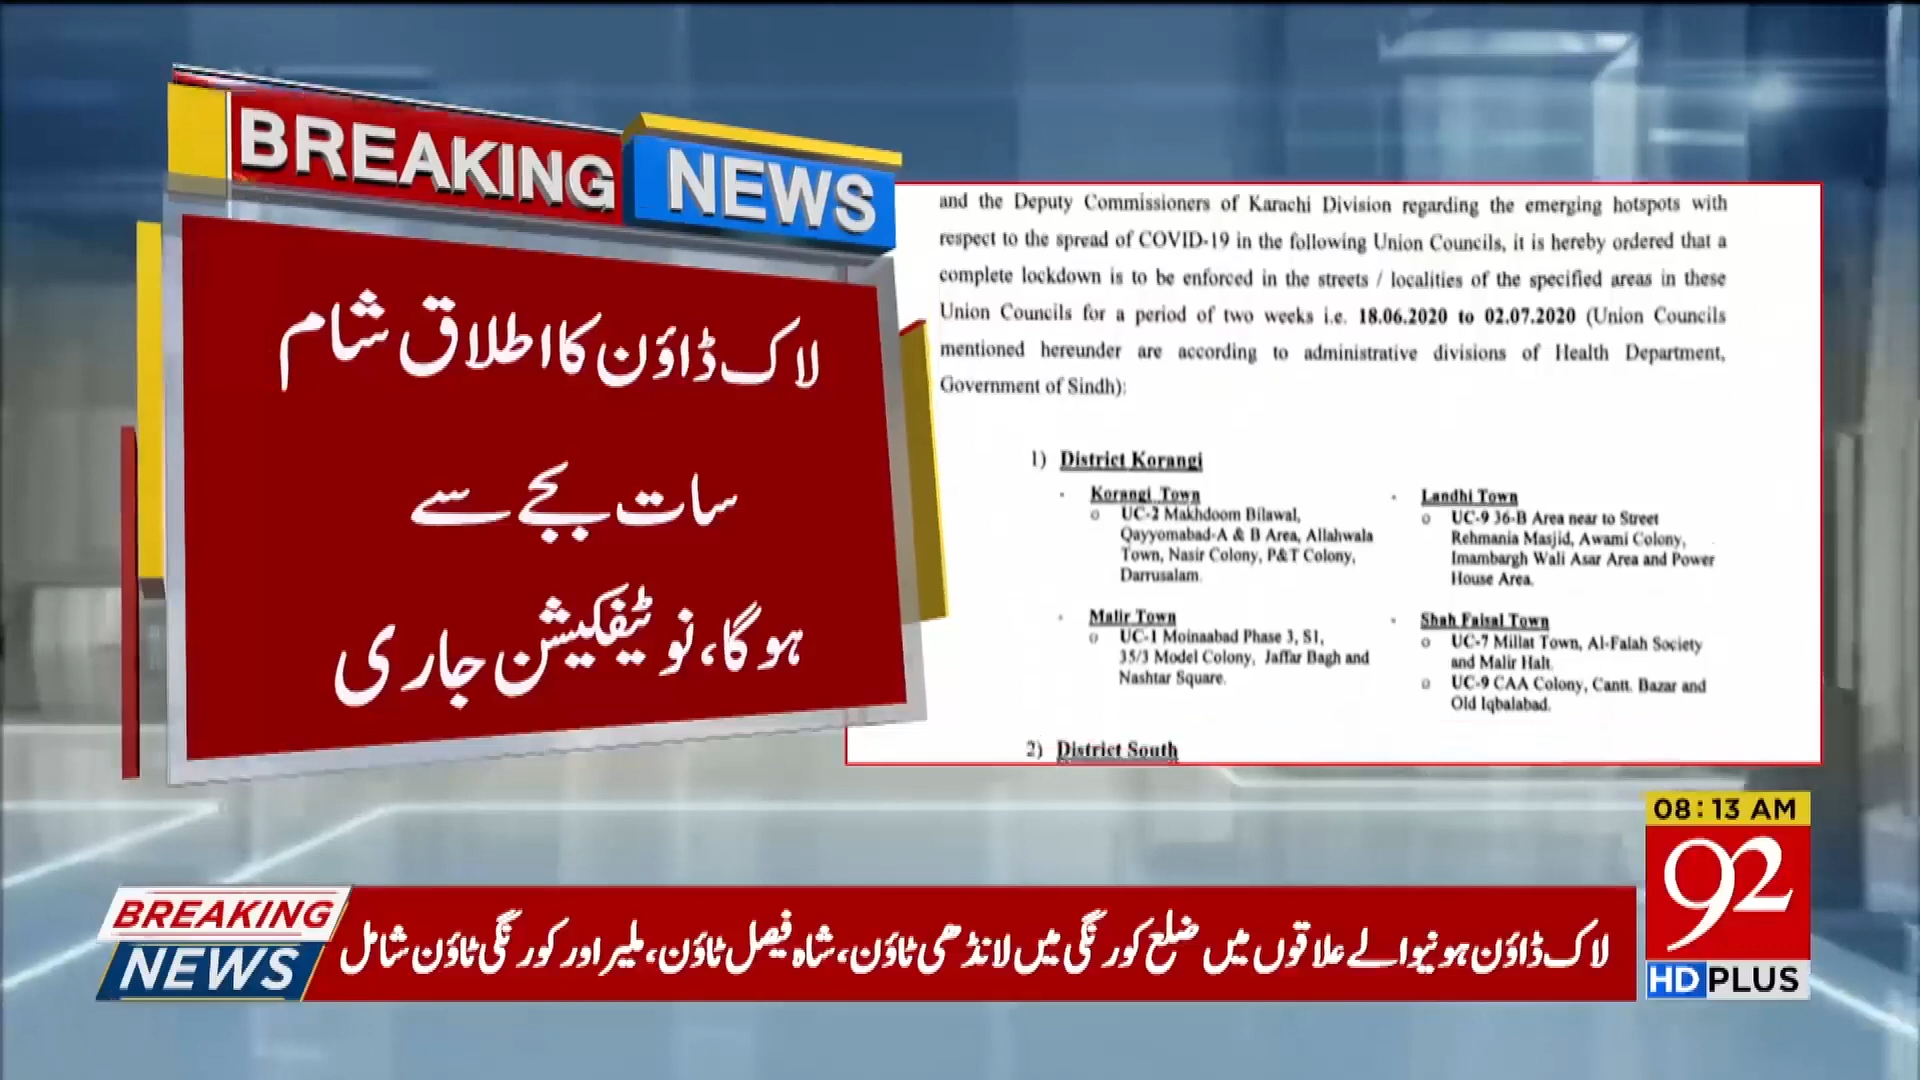 BREAKING NEWS
لاک ڈاؤن کا اطلاق شام
سات بجے سے
ہوگا، نوٹیفکیشن جاری
and the Deputy Commissioners of Karachi Division regarding the emerging hotspots with
respect to the spread of COVID-19 in the following Union Councils, it is hereby ordered that a
complete lockdown is to be enforced in the streets / localities of the specified areas in these
Union Councils for a period of two weeks i.e. 18.06.2020 to 02.07.2020 (Union Councils
mentioned hereunder are according to administrative divisions of Health Department,
Government of Sindh):
1) District Korangi
Korangi Town
o UC-2 Makhdoom Bilawal,
Qayyomabad-A & B Area, Allahwala
Town, Nasir Colony, P&T Colony,
Darrusalam.
Landhi Town
o UC-9 36-B Area near to Street
Rehmania Masjid, Awami Colony,
Imambargh Wali Asar Area and Power
House Area.
Malir Town
o UC-1 Moinaabad Phase 3, S1,
35/3 Model Colony, Jaffar Bagh and
Nashtar Square.
Shah Faisal Town
o UC-7 Millat Town, Al-Falah Society
and Malir Halt.
o UC-9 CAA Colony, Cantt. Bazar and
Old Iqbalabad.
2) District South
08:13 AM
92
HD PLUS
BREAKING
NEWS
لاک ڈاؤن ہونیوالے علاقوں میں ضلع کورنگی میں لانڈھی ٹاؤن، شاہ فیصل ٹاؤن، ملیر اور کورنگی ٹاؤن شامل